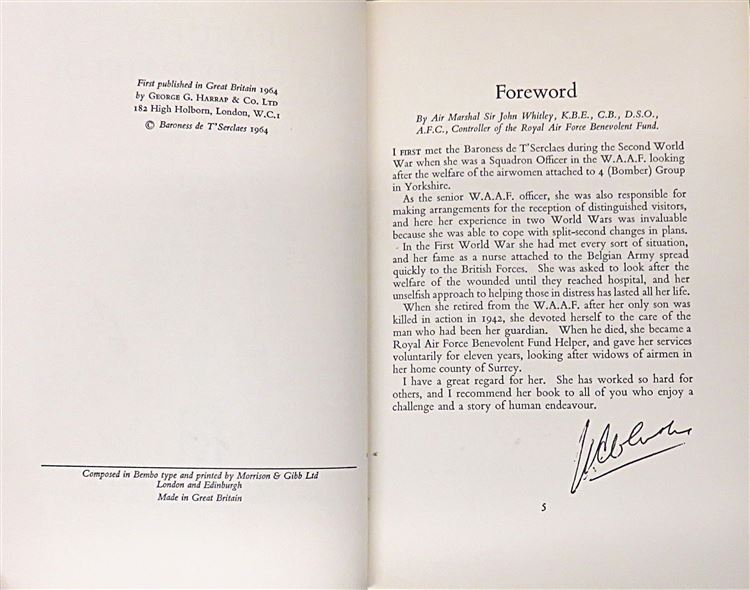 First published in Great Britain 1964
by GEORGE G. HARRAP & CO. LTD
182 High Holborn, London, W.C.1
© Baroness de T'Serclaes 1964
Composed in Bembo type and printed by Morrison & Gibb Ltd
London and Edinburgh
Made in Great Britain
Foreword
By Air Marshal Sir John Whitley, K.B.E., C.B., D.S.O.,
A.F.C., Controller of the Royal Air Force Benevolent Fund.
I FIRST met the Baroness de T'Serclaes during the Second World
War when she was a Squadron Officer in the W.A.A.F. looking
after the welfare of the airwomen attached to 4 (Bomber) Group
in Yorkshire.
As the senior W.A.A.F. officer, she was also responsible for
making arrangements for the reception of distinguished visitors,
and here her experience in two World Wars was invaluable
because she was able to cope with split-second changes in plans.
In the First World War she had met every sort of situation,
and her fame as a nurse attached to the Belgian Army spread
quickly to the British Forces. She was asked to look after the
welfare of the wounded until they reached hospital, and her
unselfish approach to helping those in distress has lasted all her life.
When she retired from the W.A.A.F. after her only son was
killed in action in 1942, she devoted herself to the care of the
man who had been her guardian. When he died, she became a
Royal Air Force Benevolent Fund Helper, and gave her services
voluntarily for eleven years, looking after widows of airmen in
her home county of Surrey.
I have a great regard for her. She has worked so hard for
others, and I recommend her book to all of you who enjoy a
challenge and a story of human endeavour.
5